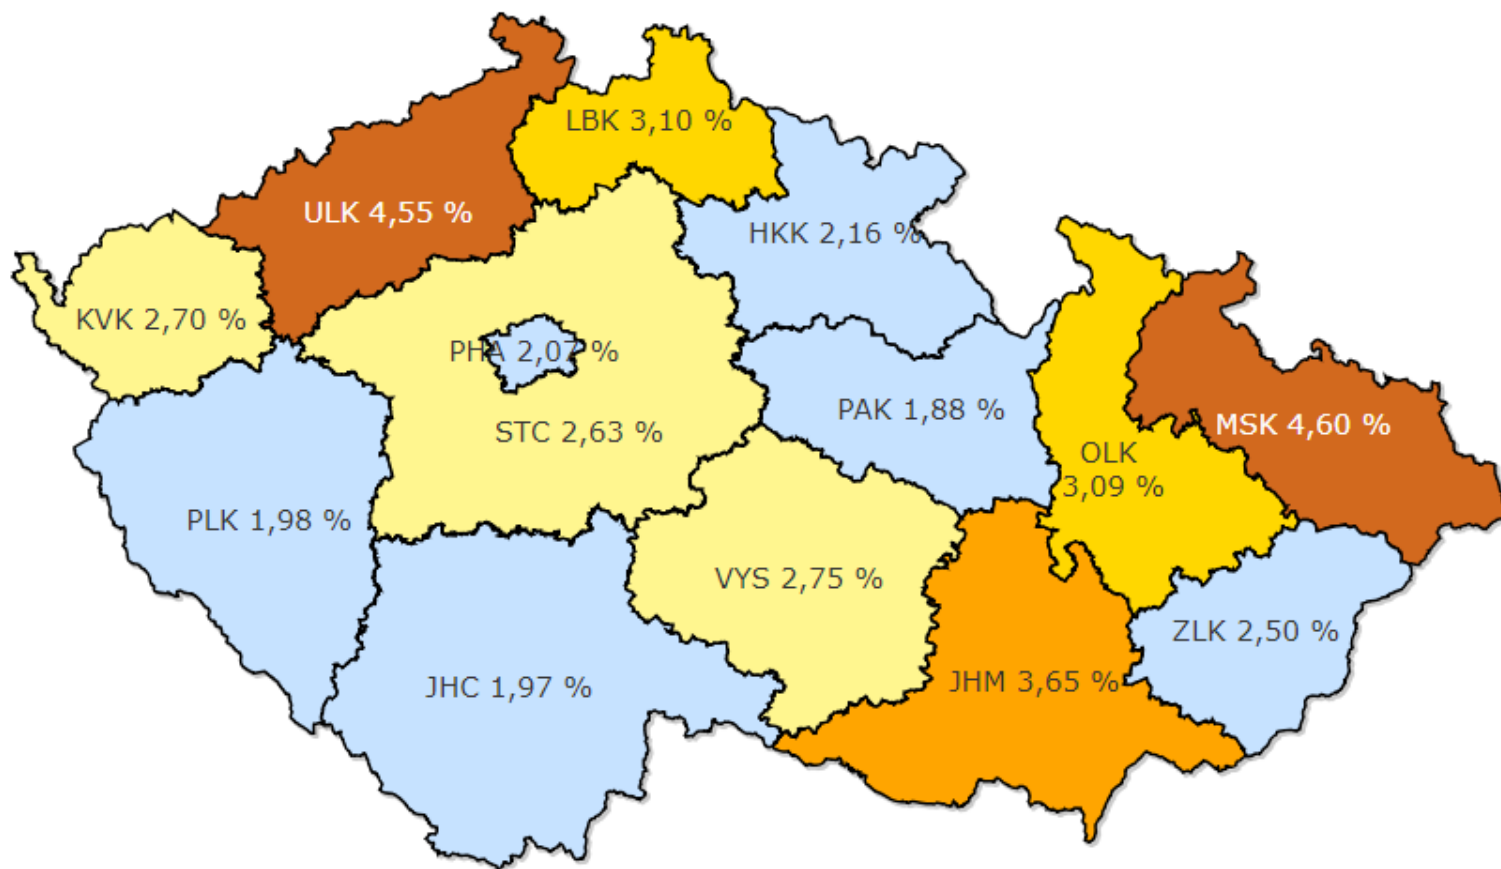 LBK 3,10 %
ULK 4,55 %
HKK 2,16 %
KVK 2,70 %
PHA 2,07 %
PAK 1,88 %
STC 2,63 %
MSK 4,60 %
OLK
3,09 %
PLK 1,98 %
VYS 2,75 %
ZLK 2,50 %
JHC 1,97 %
JHM 3,65 %